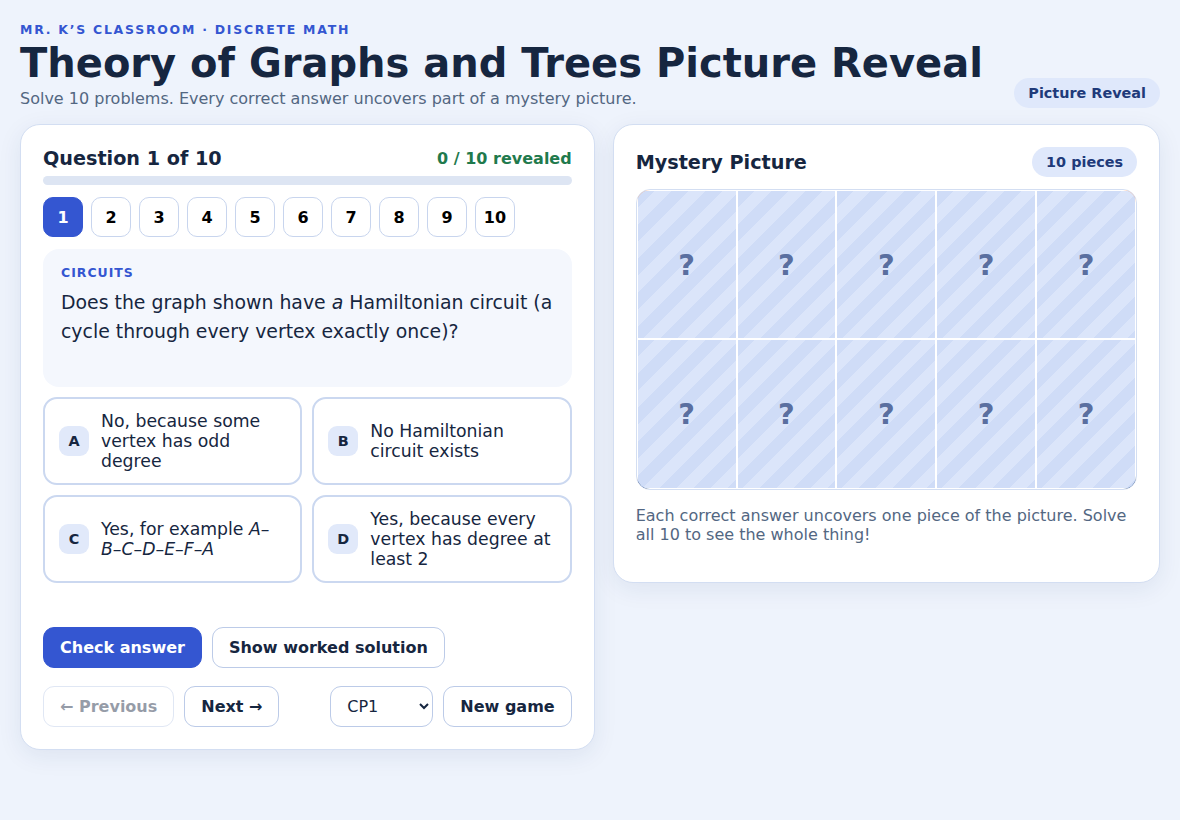 MR. K’S CLASSROOM · DISCRETE MATH
Theory of Graphs and Trees Picture Reveal
Solve 10 problems. Every correct answer uncovers part of a mystery picture.
Picture Reveal
Question 1 of 10
0 / 10 revealed
1 2 3 4 5 6 7 8 9 10
CIRCUITS
Does the graph shown have a Hamiltonian circuit (a
cycle through every vertex exactly once)?
A
No, because some
vertex has odd
degree
B
No Hamiltonian
circuit exists
C
Yes, for example A–
B–C–D–E–F–A
D
Yes, because every
vertex has degree at
least 2
Check answer
Show worked solution
← Previous
Next →
CP1
New game
Mystery Picture
10 pieces
? ? ? ? ?
? ? ? ? ?
Each correct answer uncovers one piece of the picture. Solve
all 10 to see the whole thing!